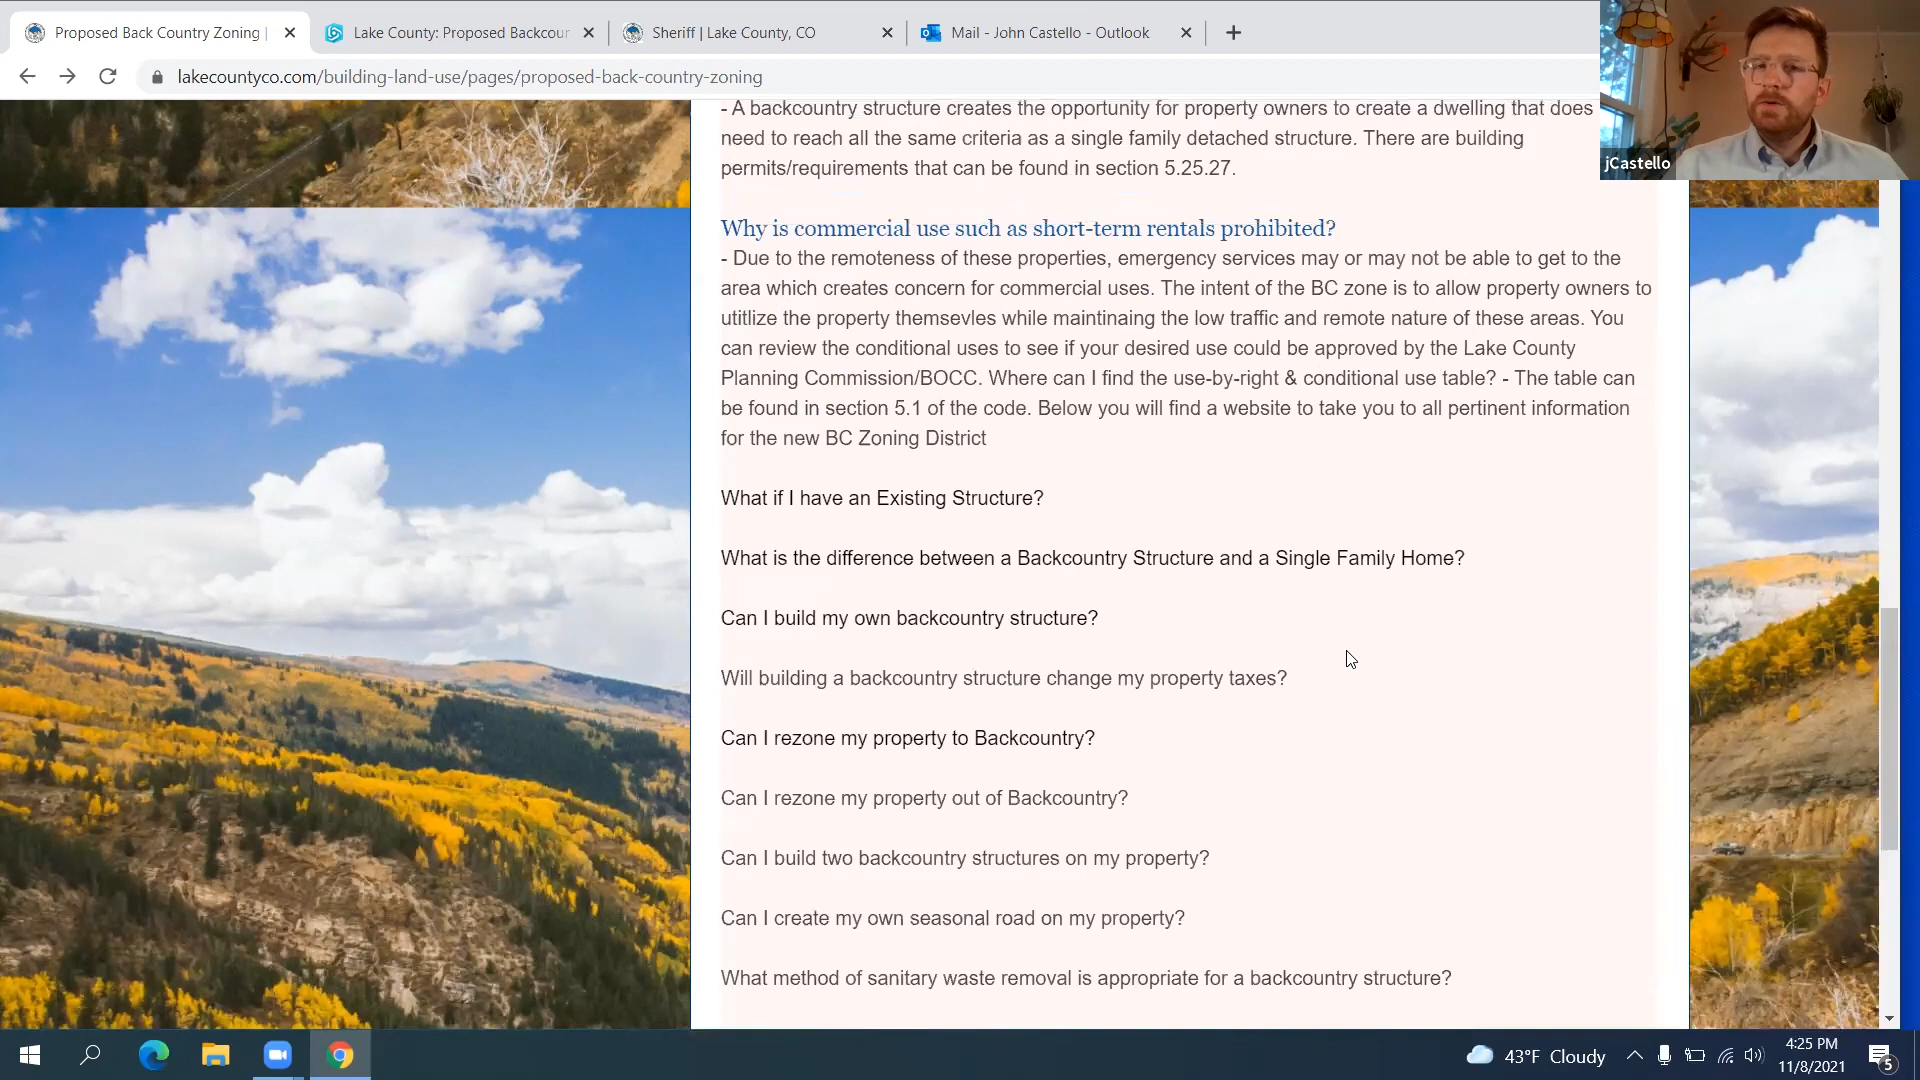 Proposed Back Country Zoning |
Lake County: Proposed Backcour
Sheriff | Lake County, CO
Mail - John Castello - Outlook
lakecountyco.com/building-land-use/pages/proposed-back-country-zoning
jCastello
- A backcountry structure creates the opportunity for property owners to create a dwelling that does
need to reach all the same criteria as a single family detached structure. There are building
permits/requirements that can be found in section 5.25.27.
Why is commercial use such as short-term rentals prohibited?
- Due to the remoteness of these properties, emergency services may or may not be able to get to the
area which creates concern for commercial uses. The intent of the BC zone is to allow property owners to
utitlize the property themsevles while maintinaing the low traffic and remote nature of these areas. You
can review the conditional uses to see if your desired use could be approved by the Lake County
Planning Commission/BOCC. Where can I find the use-by-right & conditional use table? - The table can
be found in section 5.1 of the code. Below you will find a website to take you to all pertinent information
for the new BC Zoning District
What if I have an Existing Structure?
What is the difference between a Backcountry Structure and a Single Family Home?
Can I build my own backcountry structure?
Will building a backcountry structure change my property taxes?
Can I rezone my property to Backcountry?
Can I rezone my property out of Backcountry?
Can I build two backcountry structures on my property?
Can I create my own seasonal road on my property?
What method of sanitary waste removal is appropriate for a backcountry structure?
43°F Cloudy
4:25 PM
11/8/2021
5